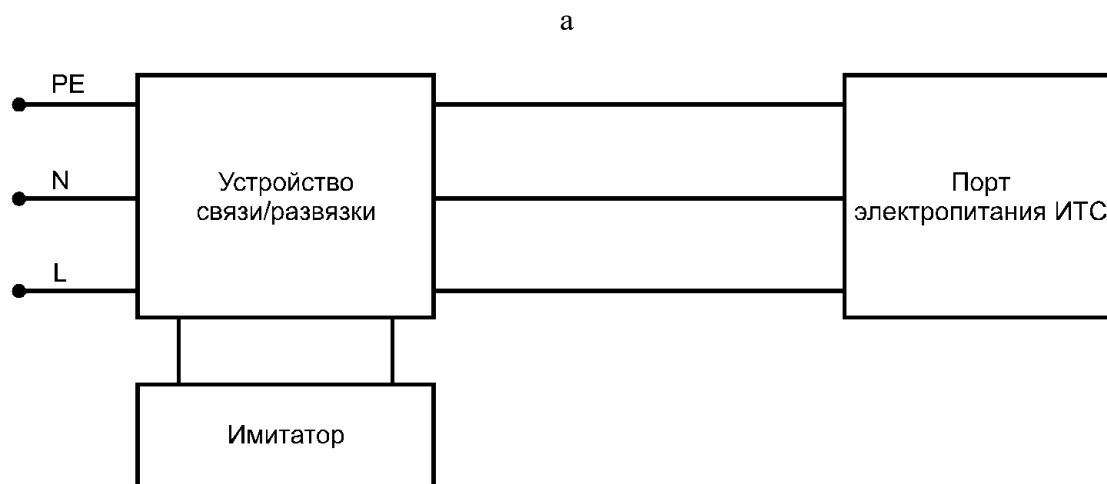 а
PE
N
L
Устройство
связи/развязки
Порт
электропитания ИТС
Имитатор